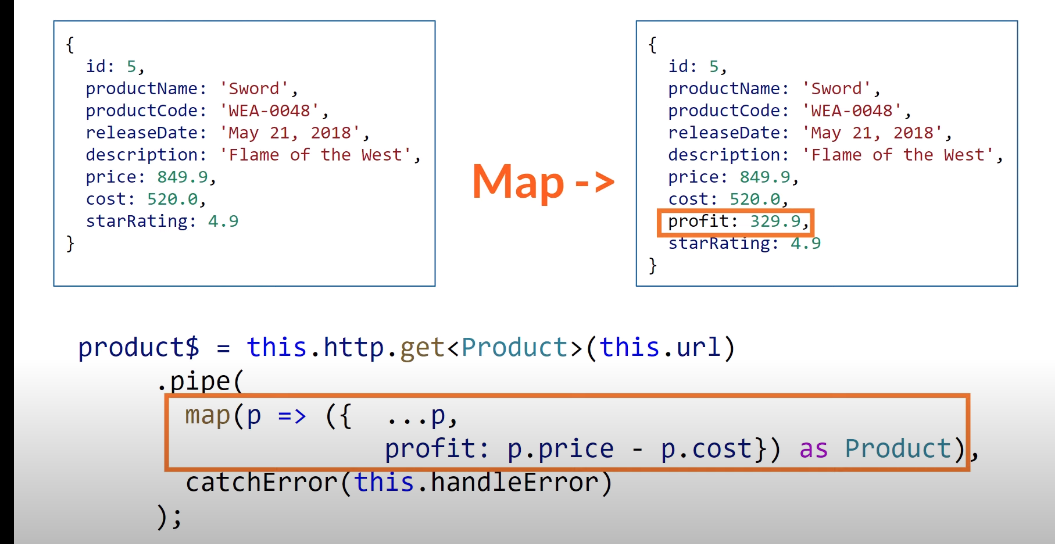 {
id: 5,
productName: 'Sword',
productCode: 'WEA-0048',
releaseDate: 'May 21, 2018',
description: 'Flame of the West',
price: 849.9,
cost: 520.0,
starRating: 4.9
}
Map ->
{
id: 5,
productName: 'Sword',
productCode: 'WEA-0048',
releaseDate: 'May 21, 2018',
description: 'Flame of the West',
price: 849.9,
cost: 520.0,
profit: 329.9,
starRating: 4.9
}
product$ = this.http.get<Product>(this.url)
.pipe(
map(p => ({ ...p,
profit: p.price - p.cost}) as Product),
catchError(this.handleError)
);